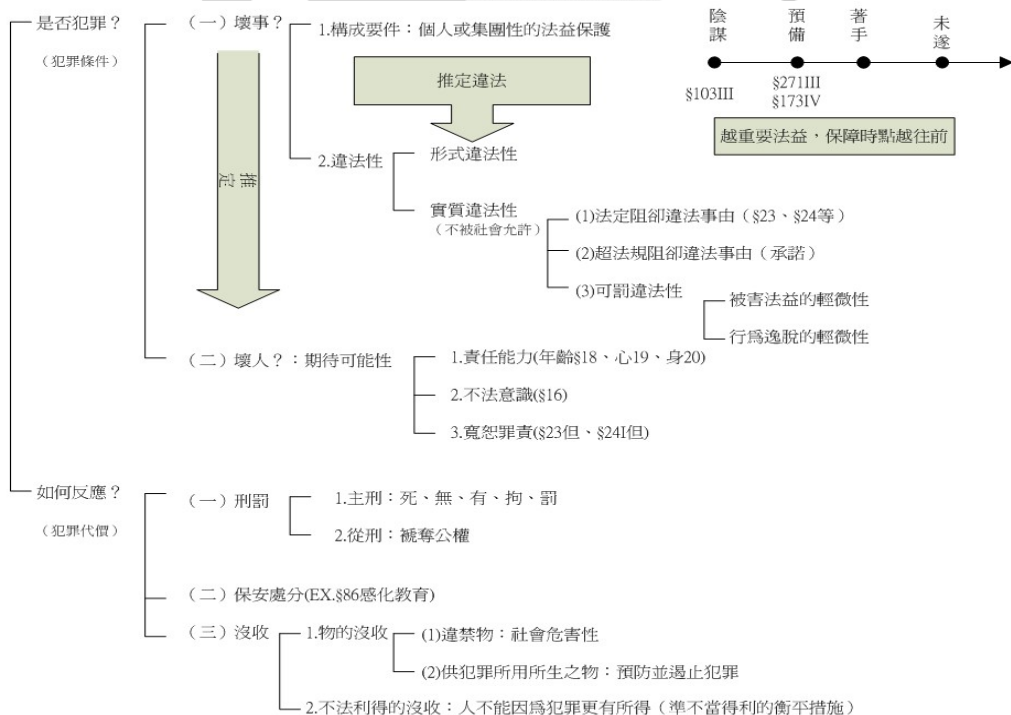 是否犯罪？
（犯罪條件）
（一）壞事？
1.構成要件：個人或集團性的法益保護
推定違法
推定
2.違法性
形式違法性
實質違法性
（不被社會允許）
(1)法定阻卻違法事由（§23、§24等）
(2)超法規阻卻違法事由（承諾）
(3)可罰違法性
被害法益的輕微性
行為逸脫的輕微性
陰謀
預備
著手
未遂
§103III
§271III
§173IV
越重要法益，保障時點越往前
（二）壞人？：期待可能性
1.責任能力(年齡§18、心19、身20)
2.不法意識(§16)
3.寬恕罪責(§23但、§24I但)
如何反應？
（犯罪代價）
（一）刑罰
1.主刑：死、無、有、拘、罰
2.從刑：褫奪公權
（二）保安處分(EX.§86感化教育)
（三）沒收
1.物的沒收
(1)違禁物：社會危害性
(2)供犯罪所用所生之物：預防並遏止犯罪
2.不法利得的沒收：人不能因為犯罪更有所得（準不當得利的衡平措施）